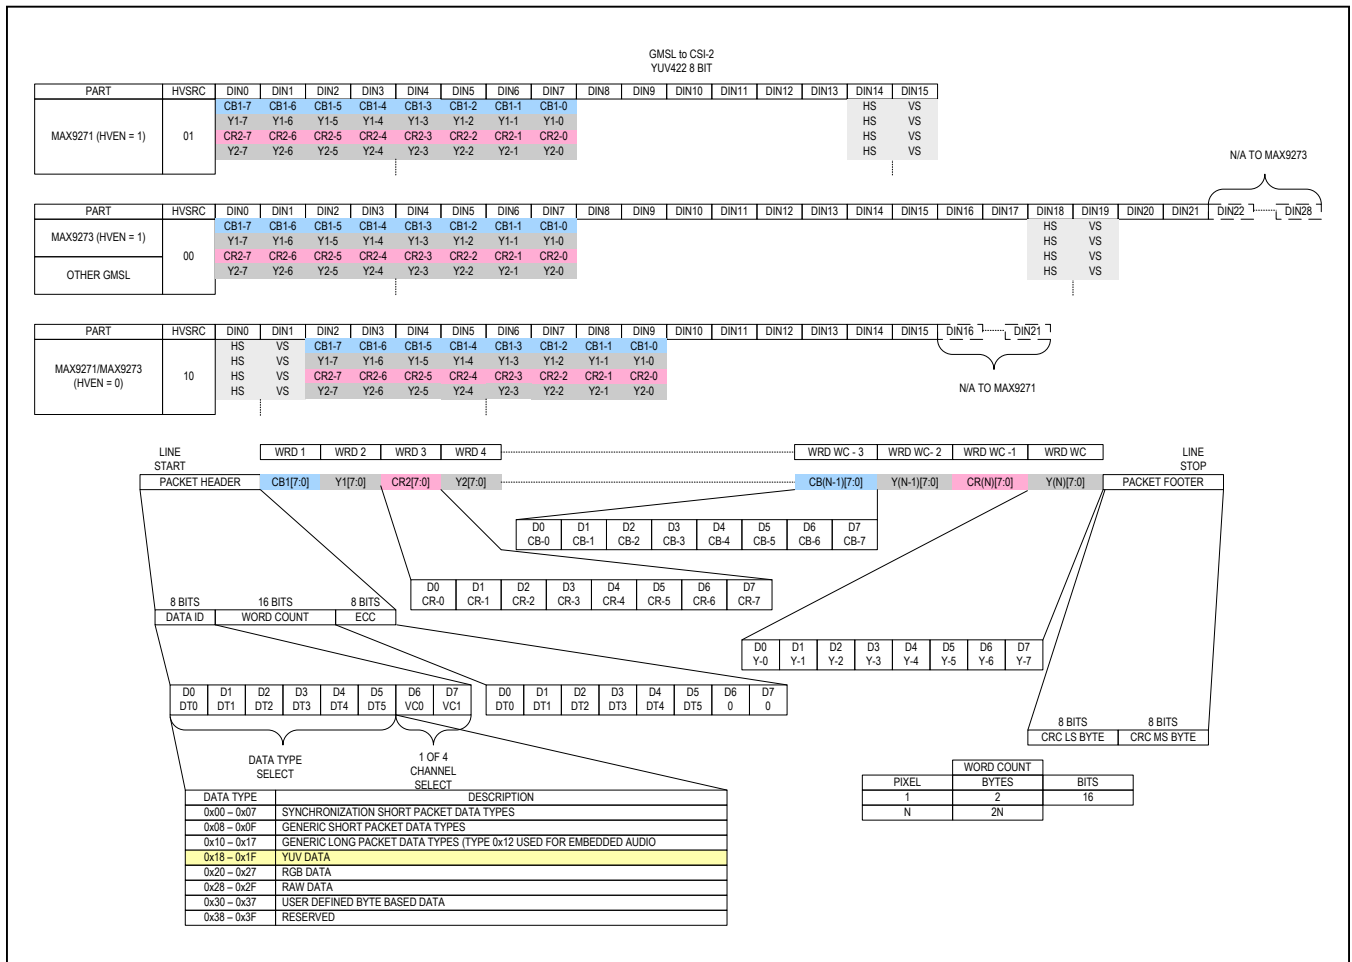 GMSL to CSI-2
YUV422 8 BIT
PART HVSRC DIN0 DIN1 DIN2 DIN3 DIN4 DIN5 DIN6 DIN7 DIN8 DIN9 DIN10 DIN11 DIN12 DIN13 DIN14 DIN15
CB1-7 CB1-6 CB1-5 CB1-4 CB1-3 CB1-2 CB1-1 CB1-0 HS VS
Y1-7 Y1-6 Y1-5 Y1-4 Y1-3 Y1-2 Y1-1 Y1-0 HS VS
MAX9271 (HVEN = 1) 01 CR2-7 CR2-6 CR2-5 CR2-4 CR2-3 CR2-2 CR2-1 CR2-0 HS VS
Y2-7 Y2-6 Y2-5 Y2-4 Y2-3 Y2-2 Y2-1 Y2-0 HS VS
N/A TO MAX9273
PART HVSRC DIN0 DIN1 DIN2 DIN3 DIN4 DIN5 DIN6 DIN7 DIN8 DIN9 DIN10 DIN11 DIN12 DIN13 DIN14 DIN15 DIN16 DIN17 DIN18 DIN19 DIN20 DIN21 DIN22 DIN28
CB1-7 CB1-6 CB1-5 CB1-4 CB1-3 CB1-2 CB1-1 CB1-0 HS VS
MAX9273 (HVEN = 1) Y1-7 Y1-6 Y1-5 Y1-4 Y1-3 Y1-2 Y1-1 Y1-0 HS VS
00 CR2-7 CR2-6 CR2-5 CR2-4 CR2-3 CR2-2 CR2-1 CR2-0 HS VS
OTHER GMSL Y2-7 Y2-6 Y2-5 Y2-4 Y2-3 Y2-2 Y2-1 Y2-0 HS VS
PART HVSRC DIN0 DIN1 DIN2 DIN3 DIN4 DIN5 DIN6 DIN7 DIN8 DIN9 DIN10 DIN11 DIN12 DIN13 DIN14 DIN15 DIN16 DIN21
HS VS CB1-7 CB1-6 CB1-5 CB1-4 CB1-3 CB1-2 CB1-1 CB1-0
MAX9271/MAX9273 HS VS Y1-7 Y1-6 Y1-5 Y1-4 Y1-3 Y1-2 Y1-1 Y1-0
(HVEN = 0) 10 HS VS CR2-7 CR2-6 CR2-5 CR2-4 CR2-3 CR2-2 CR2-1 CR2-0
HS VS Y2-7 Y2-6 Y2-5 Y2-4 Y2-3 Y2-2 Y2-1 Y2-0
N/A TO MAX9271
LINE START WRD 1 WRD 2 WRD 3 WRD 4 WRD WC - 3 WRD WC- 2 WRD WC -1 WRD WC LINE STOP
PACKET HEADER CB1[7:0] Y1[7:0] CR2[7:0] Y2[7:0] CB(N-1)[7:0] Y(N-1)[7:0] CR(N)[7:0] Y(N)[7:0] PACKET FOOTER
D0 D1 D2 D3 D4 D5 D6 D7
CB-0 CB-1 CB-2 CB-3 CB-4 CB-5 CB-6 CB-7
D0 D1 D2 D3 D4 D5 D6 D7
CR-0 CR-1 CR-2 CR-3 CR-4 CR-5 CR-6 CR-7
8 BITS 16 BITS 8 BITS
DATA ID WORD COUNT ECC
D0 D1 D2 D3 D4 D5 D6 D7
Y-0 Y-1 Y-2 Y-3 Y-4 Y-5 Y-6 Y-7
D0 D1 D2 D3 D4 D5 D6 D7
DT0 DT1 DT2 DT3 DT4 DT5 VC0 VC1
D0 D1 D2 D3 D4 D5 D6 D7
DT0 DT1 DT2 DT3 DT4 DT5 0 0
8 BITS 8 BITS
CRC LS BYTE CRC MS BYTE
DATA TYPE
SELECT
1 OF 4
CHANNEL
SELECT
WORD COUNT
PIXEL BYTES BITS
1 2 16
N 2N
DATA TYPE DESCRIPTION
0x00 – 0x07 SYNCHRONIZATION SHORT PACKET DATA TYPES
0x08 – 0x0F GENERIC SHORT PACKET DATA TYPES
0x10 – 0x17 GENERIC LONG PACKET DATA TYPES (TYPE 0x12 USED FOR EMBEDDED AUDIO
0x18 – 0x1F YUV DATA
0x20 – 0x27 RGB DATA
0x28 – 0x2F RAW DATA
0x30 – 0x37 USER DEFINED BYTE BASED DATA
0x38 – 0x3F RESERVED